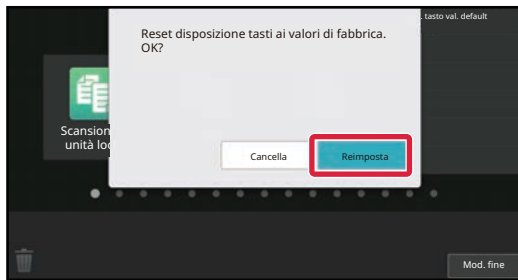 . tasto val. default
Reset disposizione tasti ai valori di fabbrica.
OK?
Scansion
unità loc
Cancella
Reimposta
Mod. fine